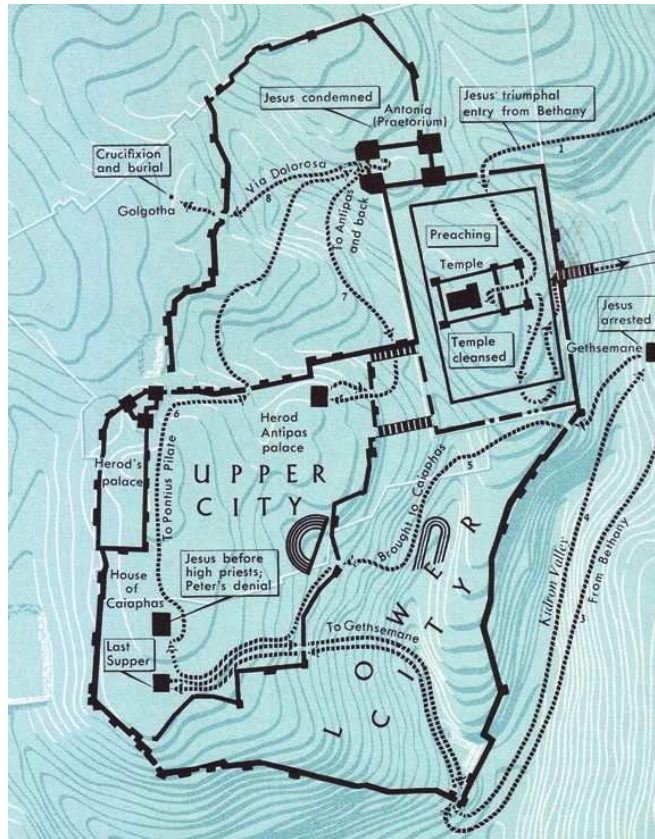 Jesus condemned
Antonia
(Praetorium)
Jesus' triumphal
entry from Bethany
1
Crucifixion
and burial
Via Dolorosa
8
Golgotha
To Antipas
and back
7
Preaching
Temple
2
Temple
cleansed
Jesus
arrested
Gethsemane
6
Herod
Antipas
palace
Herod's
palace
UPPER
CITY
To Pontius Pilate
Brought to Caiaphas
5
Jesus before
high priests;
Peter's denial
House
of
Caiaphas
Last
Supper
To Gethsemane
LOWER
CITY
Kidron Valley
4
From Bethany
3